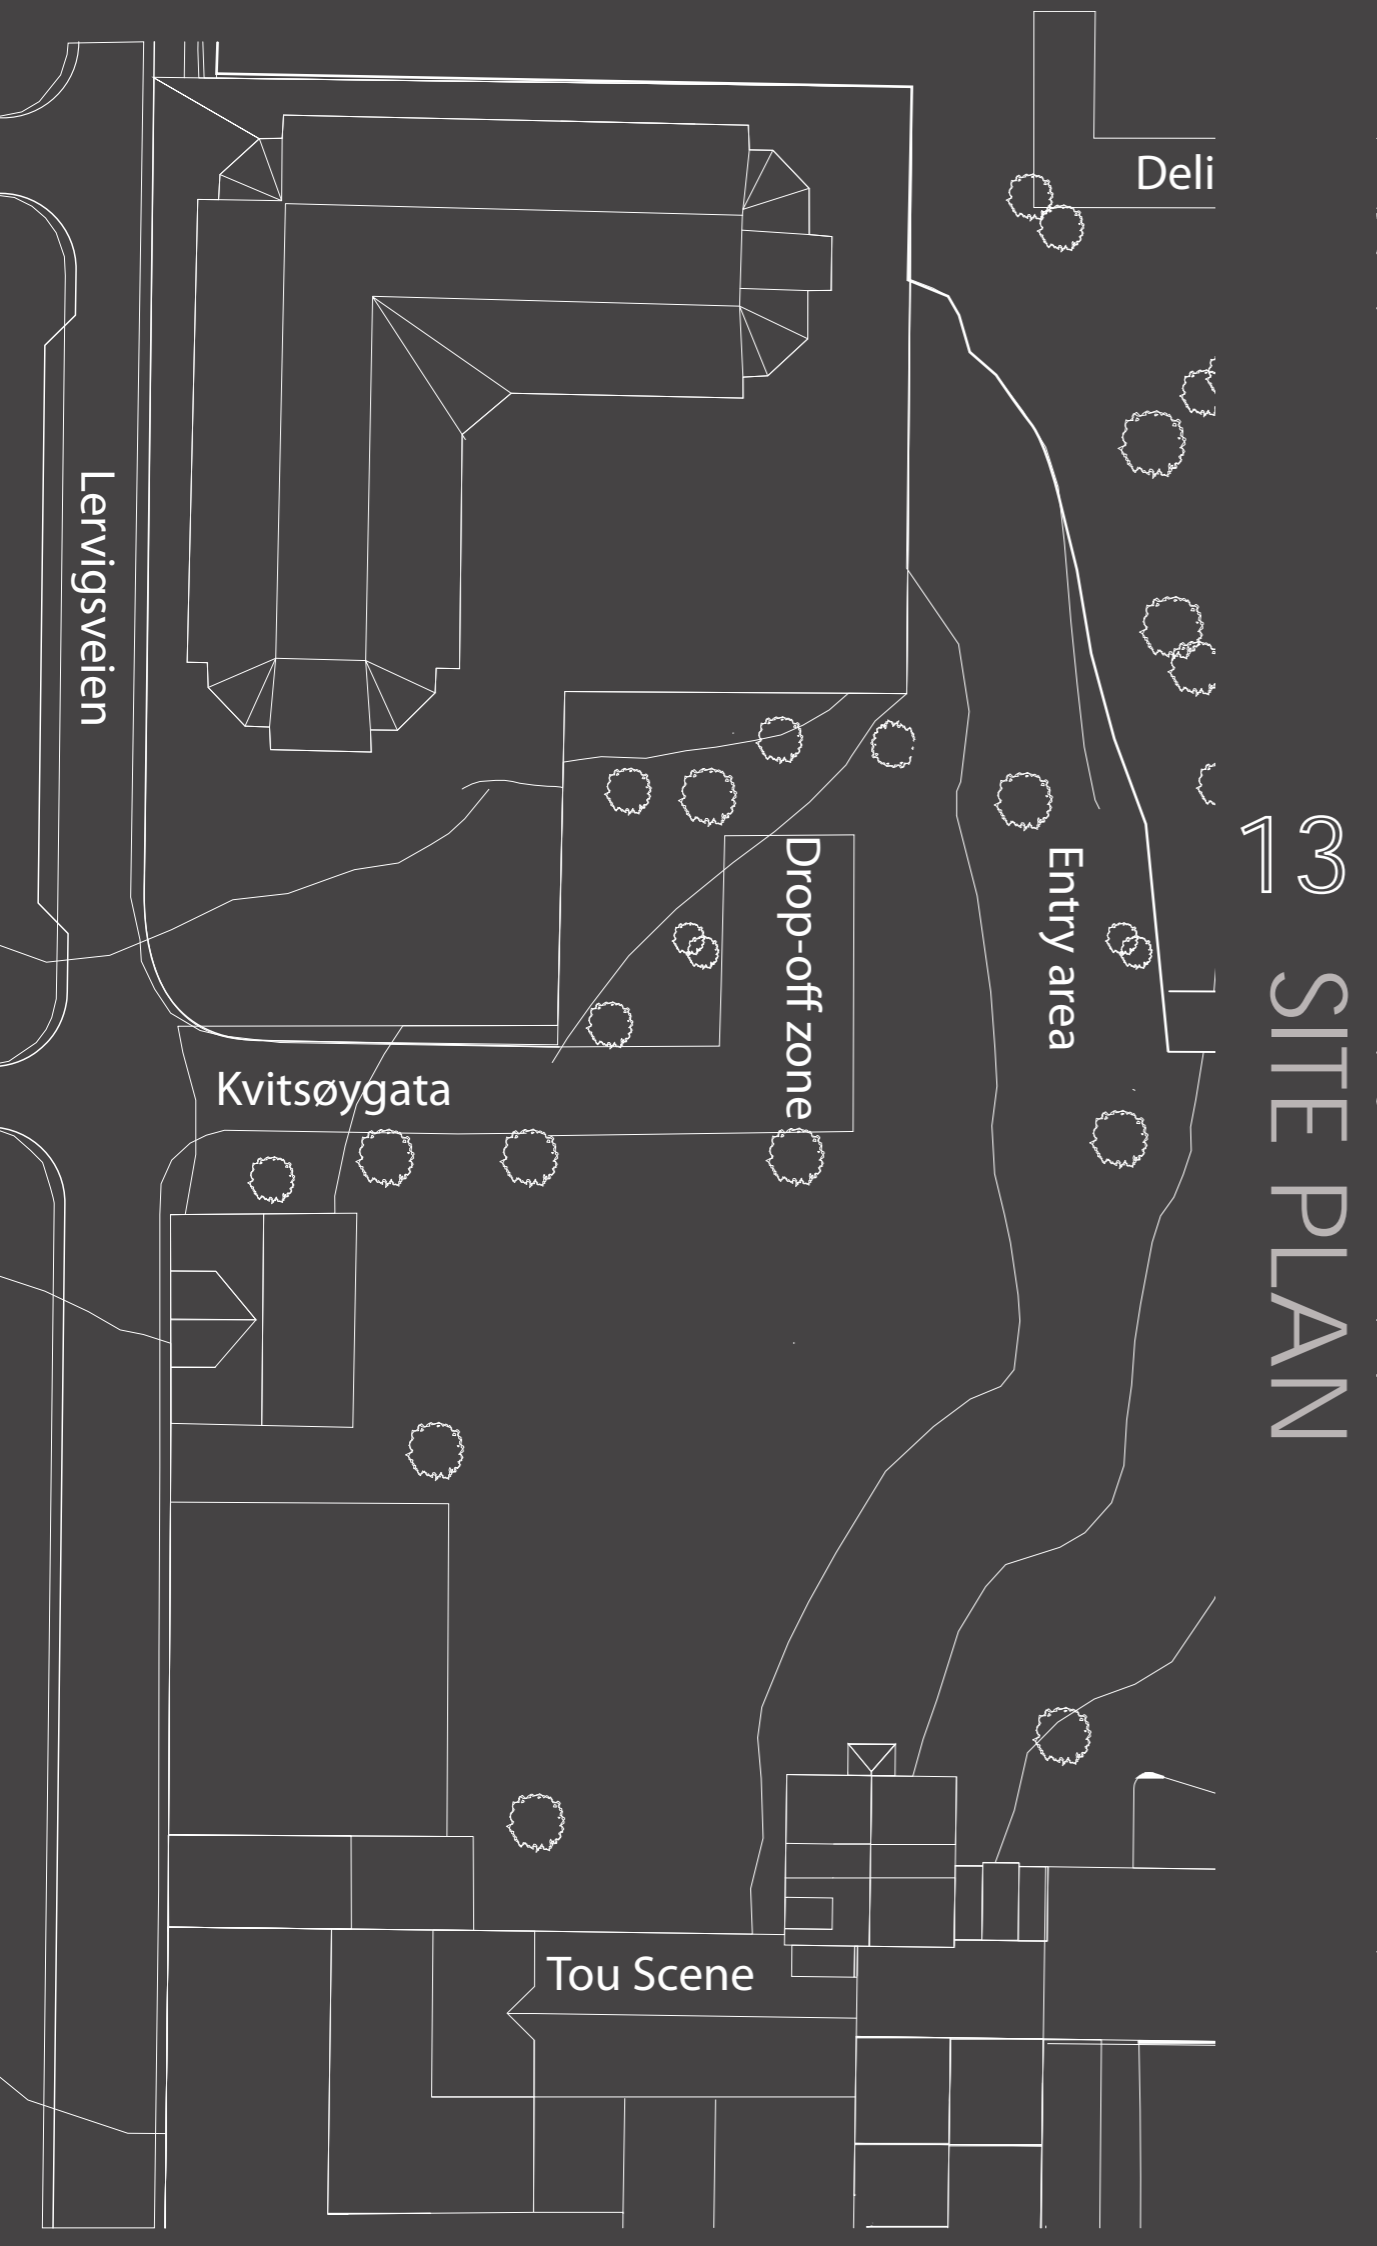 Deli
Lervigsveien
13 SITE PLAN
Drop-off zone
Entry area
Kvitsøygata
Tou Scene